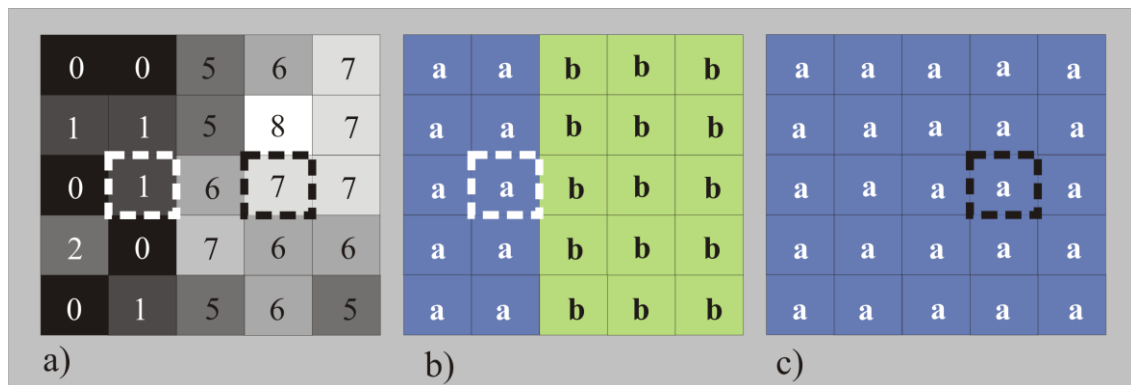 0 0 5 6 7 a a b b b a a a a a
1 1 5 8 7 a a b b b a a a a a
0 1 6 7 7 a a b b b a a a a a
2 0 7 6 6 a a b b b a a a a a
0 1 5 6 5 a a b b b a a a a a
a) b) c)